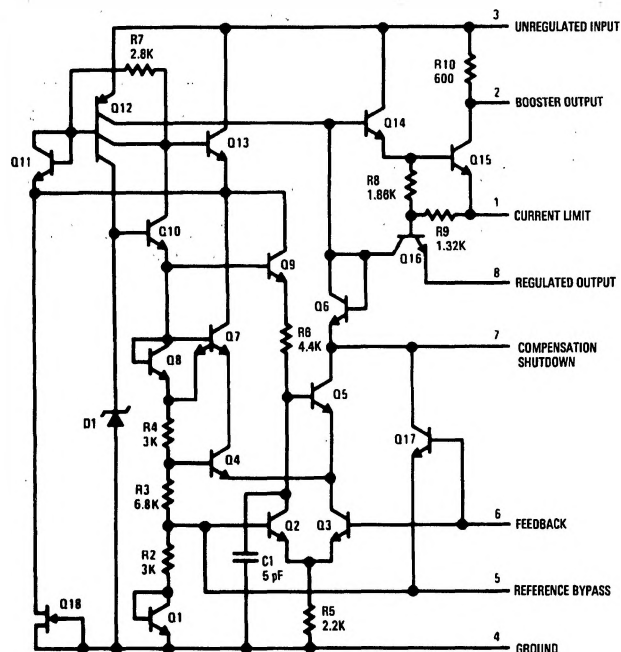 3 UNREGULATED INPUT
R7
2.8K
R10
600
Q12
2 BOOSTER OUTPUT
Q14
Q11
Q13
Q15
R8
1.86K
R9
1.32K
1 CURRENT LIMIT
Q10
Q9
Q16
8 REGULATED OUTPUT
Q6
R6
4.4K
Q8
Q7
7 COMPENSATION
SHUTDOWN
D1
R4
3K
Q5
Q17
Q4
R3
6.8K
Q2
Q3
6 FEEDBACK
R2
3K
C1
5 pF
5 REFERENCE BYPASS
Q18
Q1
R5
2.2K
4 GROUND